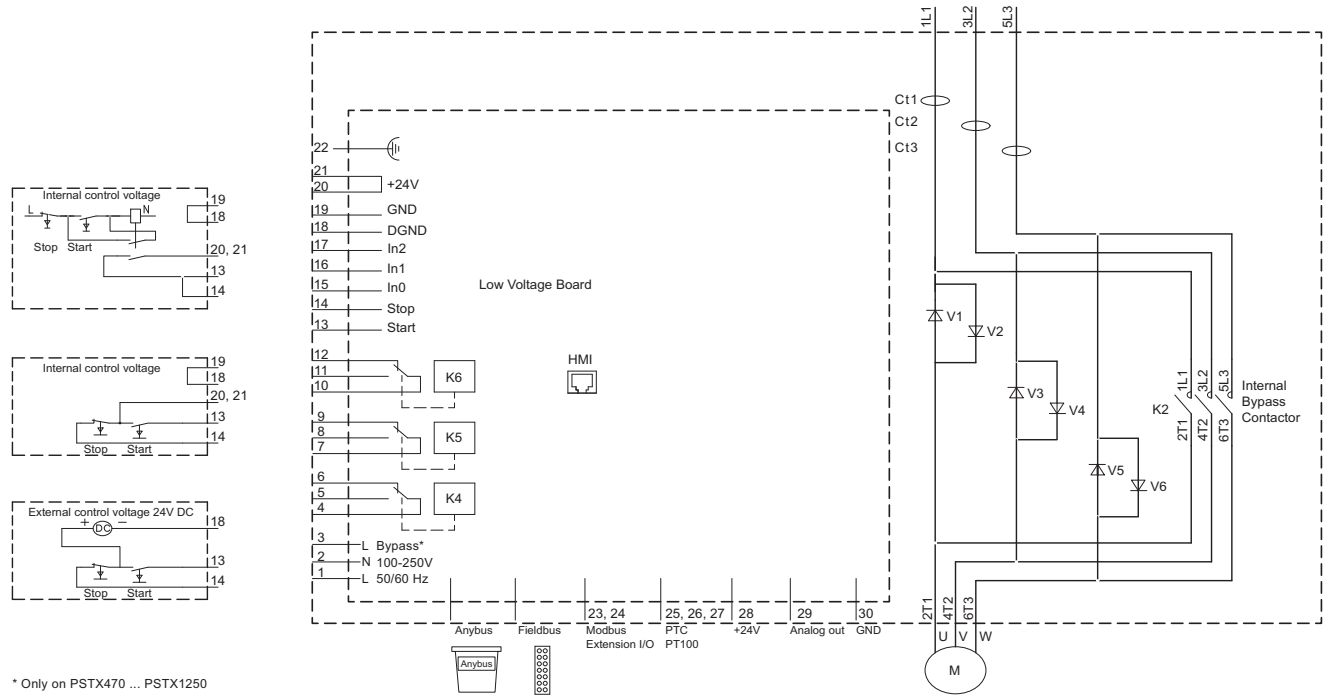 1L1
3L2
5L3
Ct1
Ct2
Ct3
22
21
20
+24V
19
GND
18
DGND
17
In2
16
In1
15
In0
14
Stop
13
Start
Low Voltage Board
HMI
12
11
10
K6
9
8
7
K5
6
5
4
K4
3
L Bypass*
2
N 100-250V
1
L 50/60 Hz
Internal control voltage
L
N
Stop
Start
19
18
20, 21
13
14
Internal control voltage
19
18
20, 21
13
14
Stop
Start
External control voltage 24V DC
+
DC
−
18
13
14
Stop
Start
V1
V2
V3
V4
V5
V6
K2
1L1
3L2
5L3
2T1
4T2
6T3
Internal
Bypass
Contactor
Anybus
Anybus
Fieldbus
23, 24
Modbus
Extension I/O
25, 26, 27
PTC
PT100
28
+24V
29
Analog out
30
GND
2T1
4T2
6T3
U
V
W
M
* Only on PSTX470 ... PSTX1250